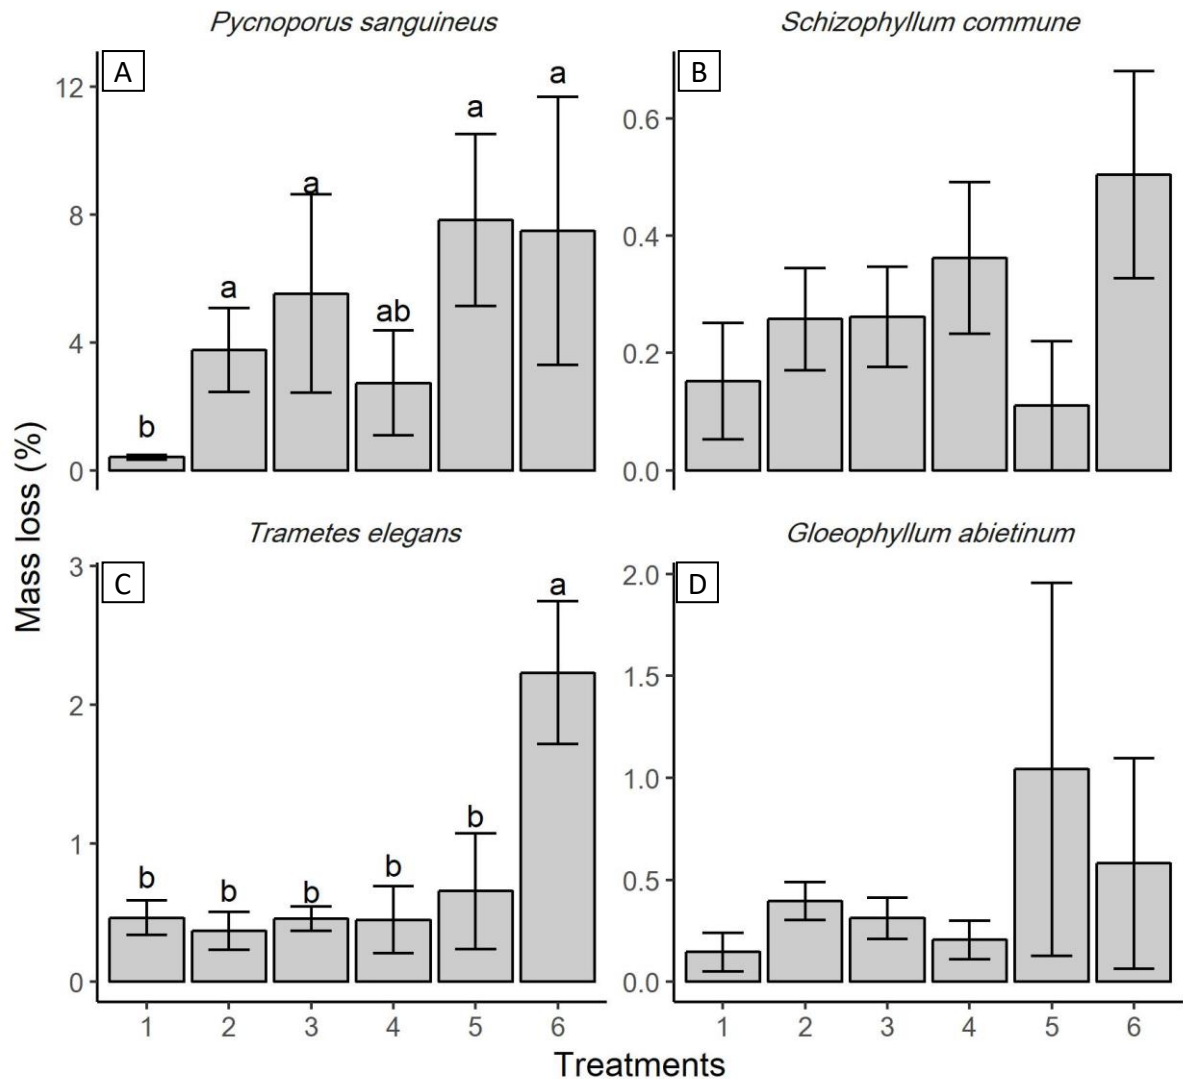 Pycnoporus sanguineus
Schizophyllum commune
A
B
12
8
4
0
b
a
a
ab
a
a
0.6
0.4
0.2
0.0
Mass loss (%)
Trametes elegans
Gloeophyllum abietinum
C
D
3
2
1
0
b
b
b
b
b
a
2.0
1.5
1.0
0.5
0.0
1 2 3 4 5 6
1 2 3 4 5 6
Treatments